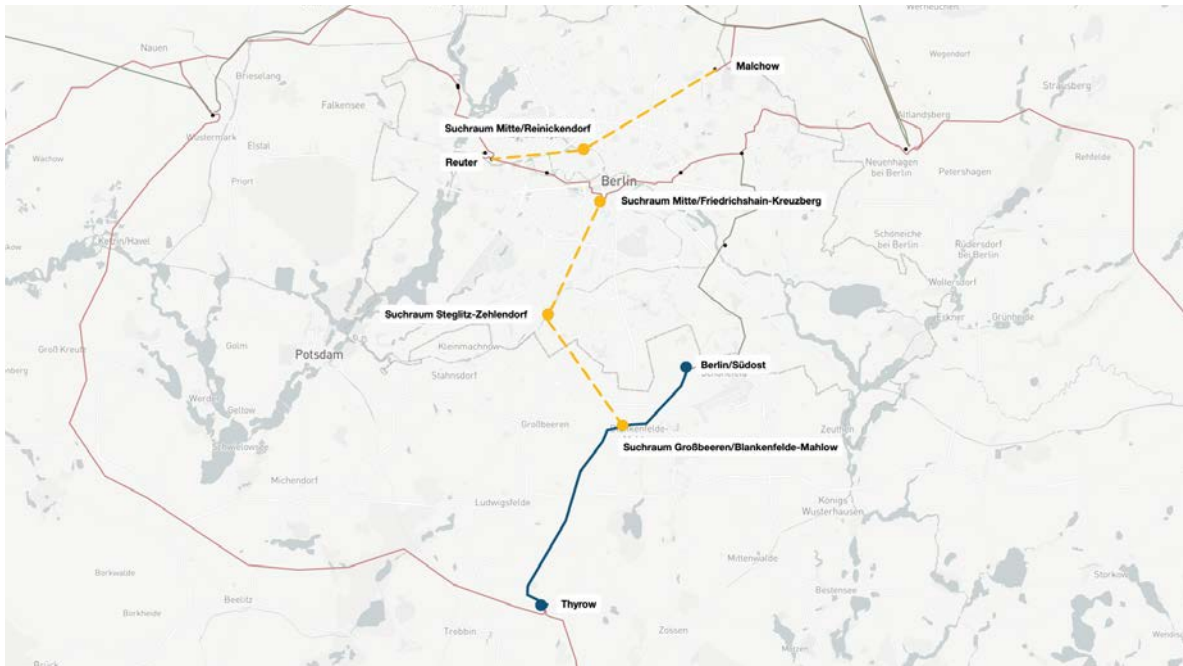 Werneuchen
Nauen
Wegendorf
Brieselang
Malchow
Strausberg
Falkensee
Altlandsberg
Suchraum Mitte/Reinickendorf
Wustermark
Elstal
Wachow
Reuter
Neuenhagen
bei Berlin
Rehfelde
Petershagen
Priort
Berlin
Suchraum Mitte/Friedrichshain-Kreuzberg
Schöneiche
bei Berlin
Rüdersdorf
bei Berlin
Ketzin/Havel
Woltersdorf
Suchraum Steglitz-Zehlendorf
Erkner
Grünheide
Kleinmachnow
Golm
Groß Kreutz
Potsdam
Berlin/Südost
Stahnsdorf
Werder
Geltow
Großbeeren
Zeuthen
Schwielowsee
Suchraum Großbeeren/Blankenfelde-Mahlow
Michendorf
Ludwigsfelde
Königs
Wusterhausen
Mittenwalde
Borkwalde
Storkow
Bestensee
Beelitz
Thyrow
Borkheide
Trebbin
Zossen
Brück